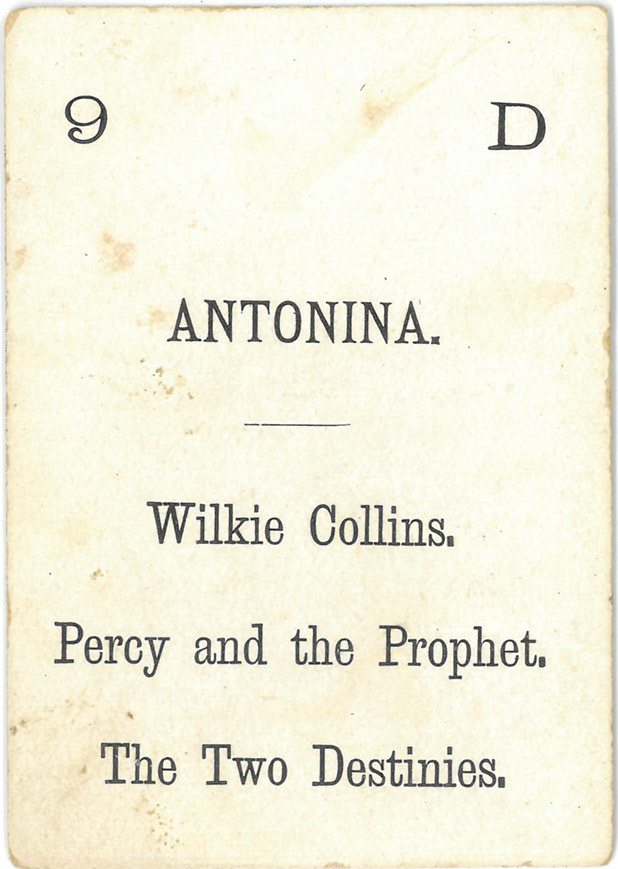 9 D
ANTONINA.
Wilkie Collins.
Percy and the Prophet.
The Two Destinies.